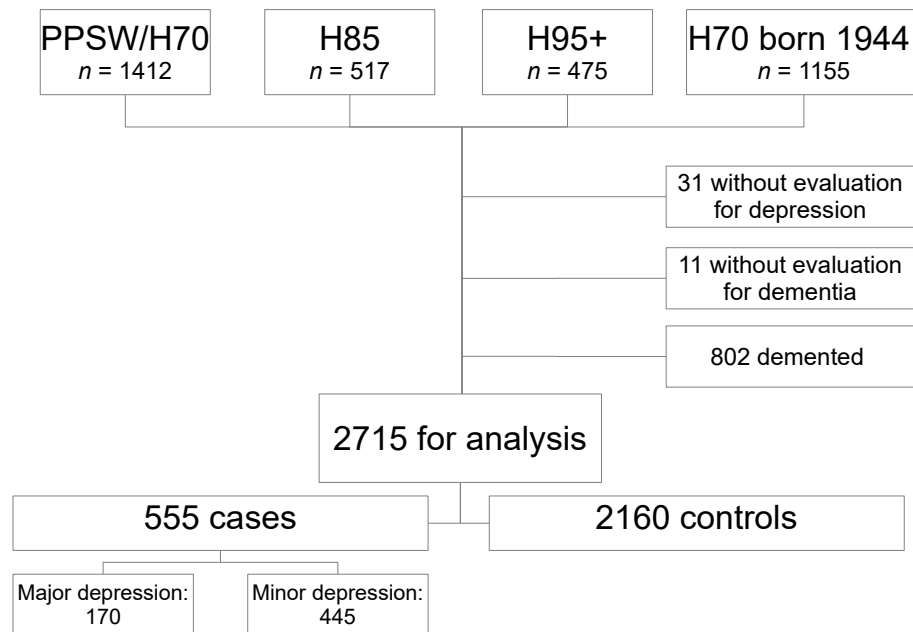 PPSW/H70
n = 1412
H85
n = 517
H95+
n = 475
H70 born 1944
n = 1155
31 without evaluation
for depression
11 without evaluation
for dementia
802 demented
2715 for analysis
555 cases
2160 controls
Major depression:
170
Minor depression:
445